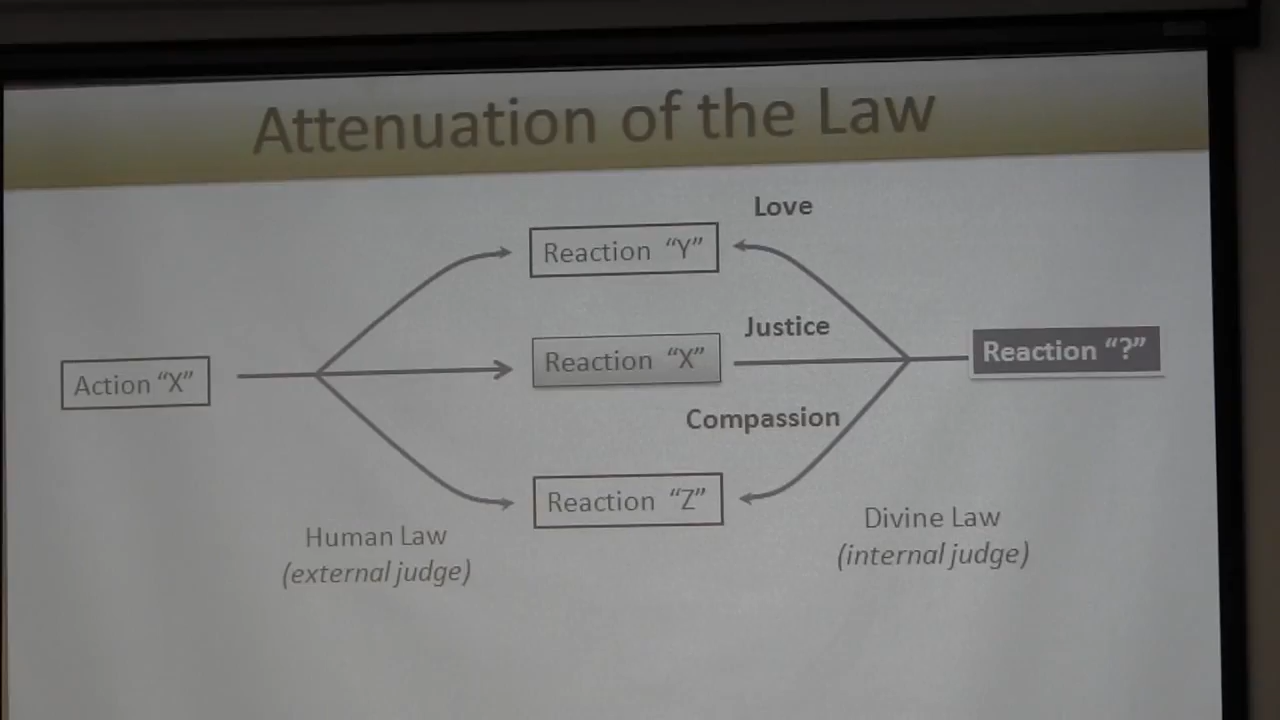 Attenuation of the Law
Love
Reaction “Y”
Justice
Action “X”
Reaction “X”
Reaction “?”
Compassion
Reaction “Z”
Human Law
(external judge)
Divine Law
(internal judge)